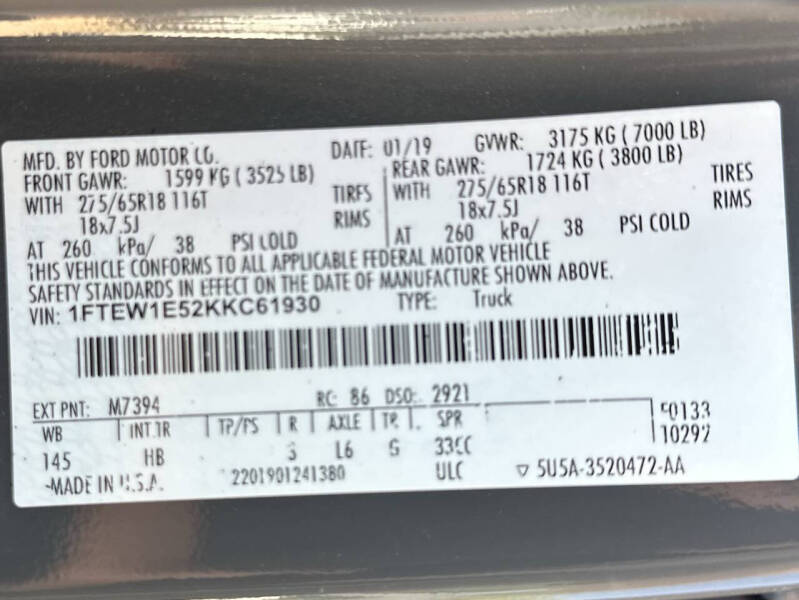 MFD. BY FORD MOTOR CO. DATE: 01/19 GVWR: 3175 KG ( 7000 LB)
FRONT GAWR: 1599 KG ( 3525 LB) REAR GAWR: 1724 KG ( 3800 LB)
WITH 275/65R18 116T TIRES WITH 275/65R18 116T TIRES
18x7.5J RIMS 18x7.5J RIMS
AT 260 kPa/ 38 PSI COLD AT 260 kPa/ 38 PSI COLD
THIS VEHICLE CONFORMS TO ALL APPLICABLE FEDERAL MOTOR VEHICLE
SAFETY STANDARDS IN EFFECT ON THE DATE OF MANUFACTURE SHOWN ABOVE.
VIN: 1FTEW1E52KKC61930 TYPE: Truck
EXT PNT: M7394 RC: 86 DSO: 2921
WB INT TR TP/PS R AXLE TR SPR 50133
145 HB L6 G 10292
MADE IN U.S.A. 2201901241380 ULC 5U5A-3520472-AA